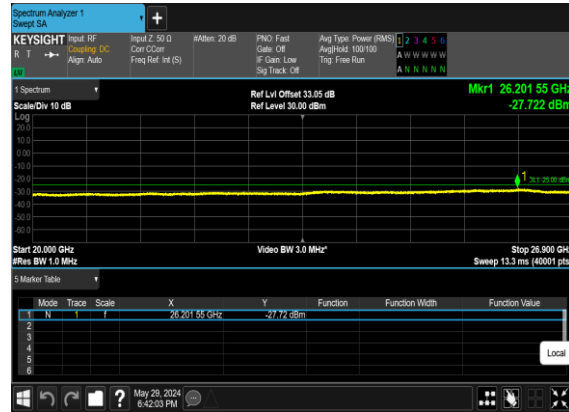 Spectrum Analyzer 1
Swept SA
+
KEYSIGHT
R T
LW
Input: RF
Coupling: DC
Align: Auto
Input Z: 50 Ω
Corr CCorr
Freq Ref: Int (S)
#Atten: 20 dB
PNO: Fast
Gate: Off
IF Gain: Low
Sig Track: Off
Avg Type: Power (RMS)
Avg|Hold: 100/100
Trig: Free Run
1 2 3 4 5 6
A W W W W W
A N N N N N
1 Spectrum
Scale/Div 10 dB
Ref Lvl Offset 33.05 dB
Ref Level 30.00 dBm
Mkr1 26.201 55 GHz
-27.722 dBm
Log
20.0
10.0
0.00
-10.0
-20.0
-30.0
-40.0
-50.0
-60.0
1
DL1 -25.00 dBm
Start 20.000 GHz
#Res BW 1.0 MHz
Video BW 3.0 MHz*
Stop 26.900 GHz
Sweep 13.3 ms (40001 pts)
5 Marker Table
Mode Trace Scale X Y Function Function Width Function Value
1 N 1 f 26.201 55 GHz -27.72 dBm
2
3
4
5
6
Local
?
May 29, 2024
6:42:03 PM